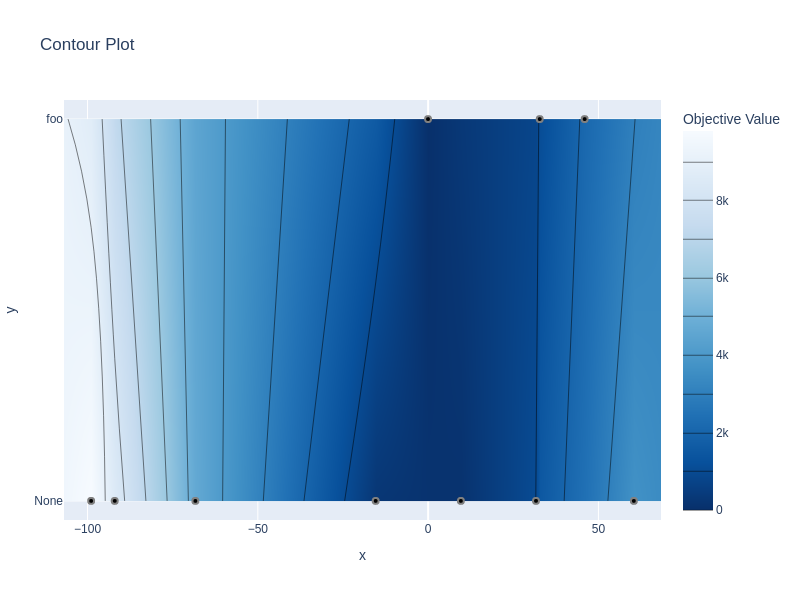 Contour Plot
Objective Value
foo
None
y
−100
−50
0
50
x
8k
6k
4k
2k
0